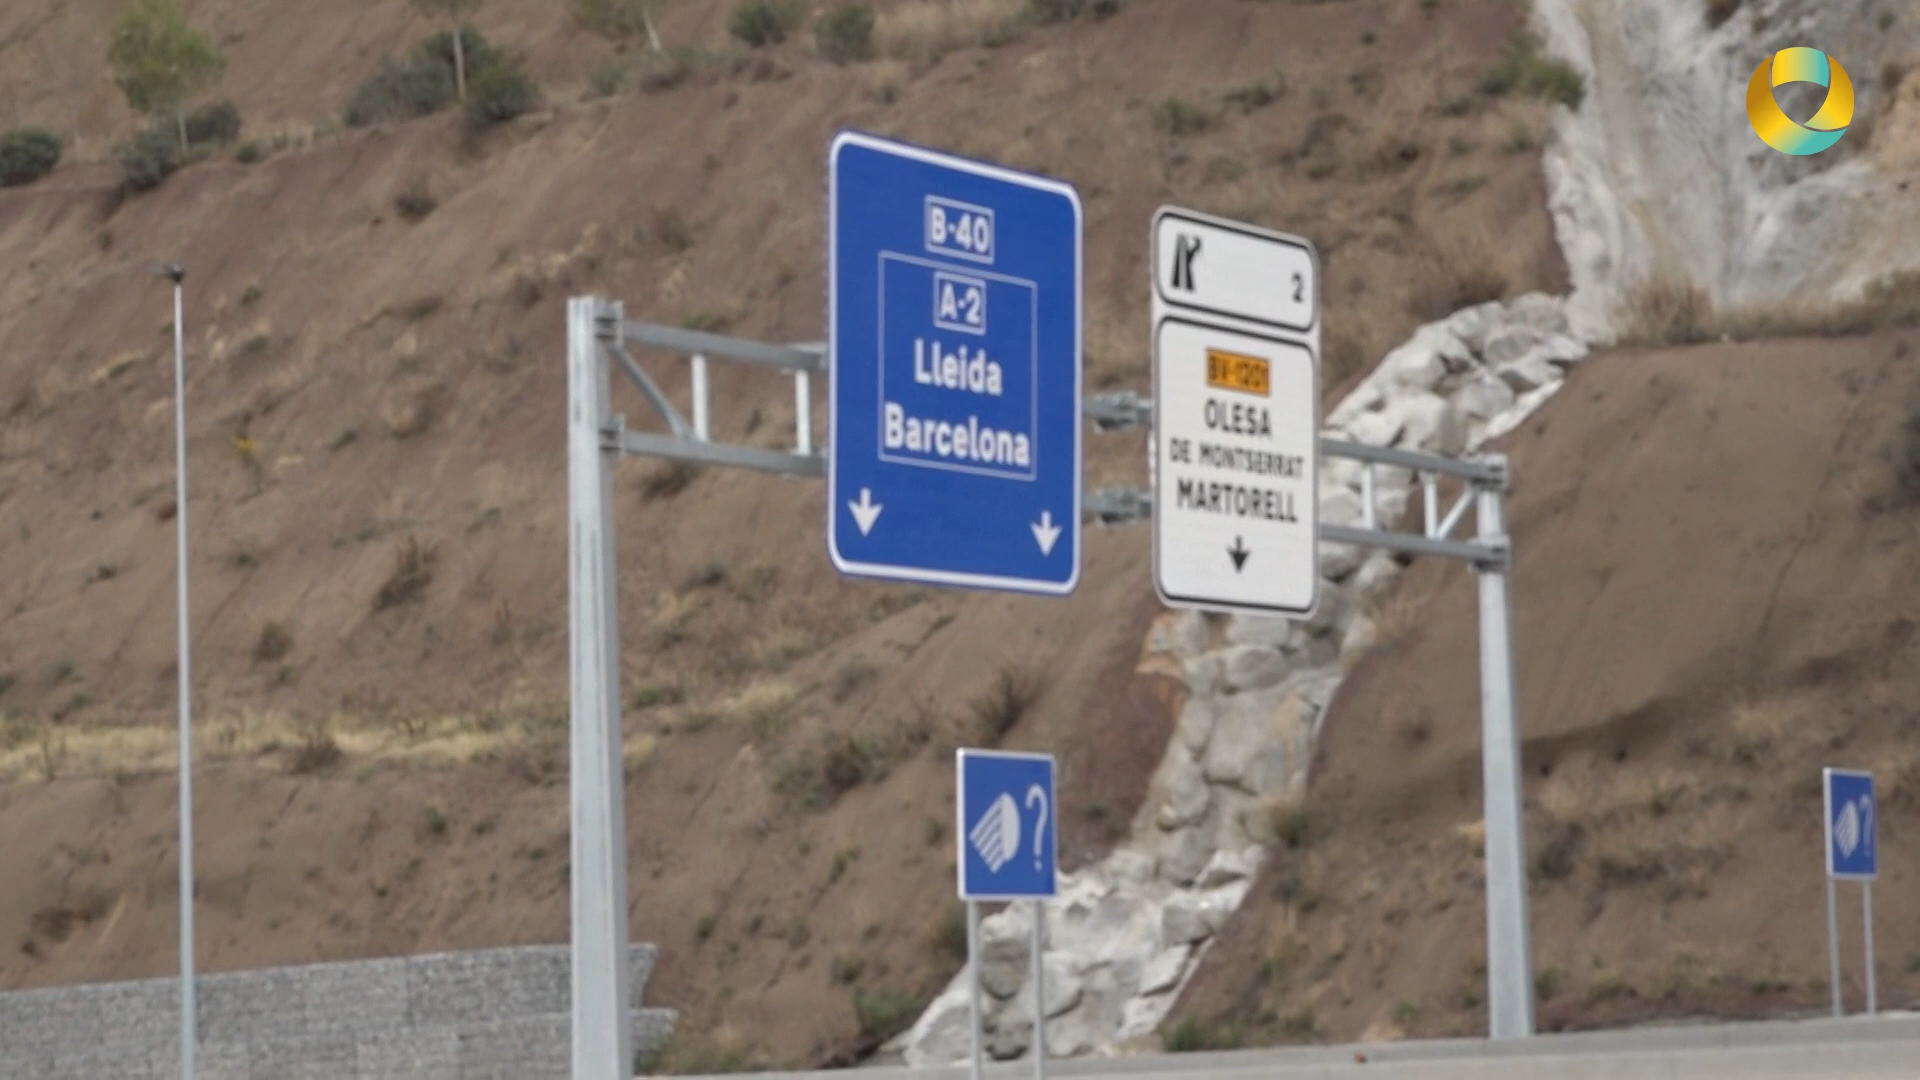 B-40
A-2
Lleida
Barcelona
2
BV-1201
OLESA
DE MONTSERRAT
MARTORELL
?
?